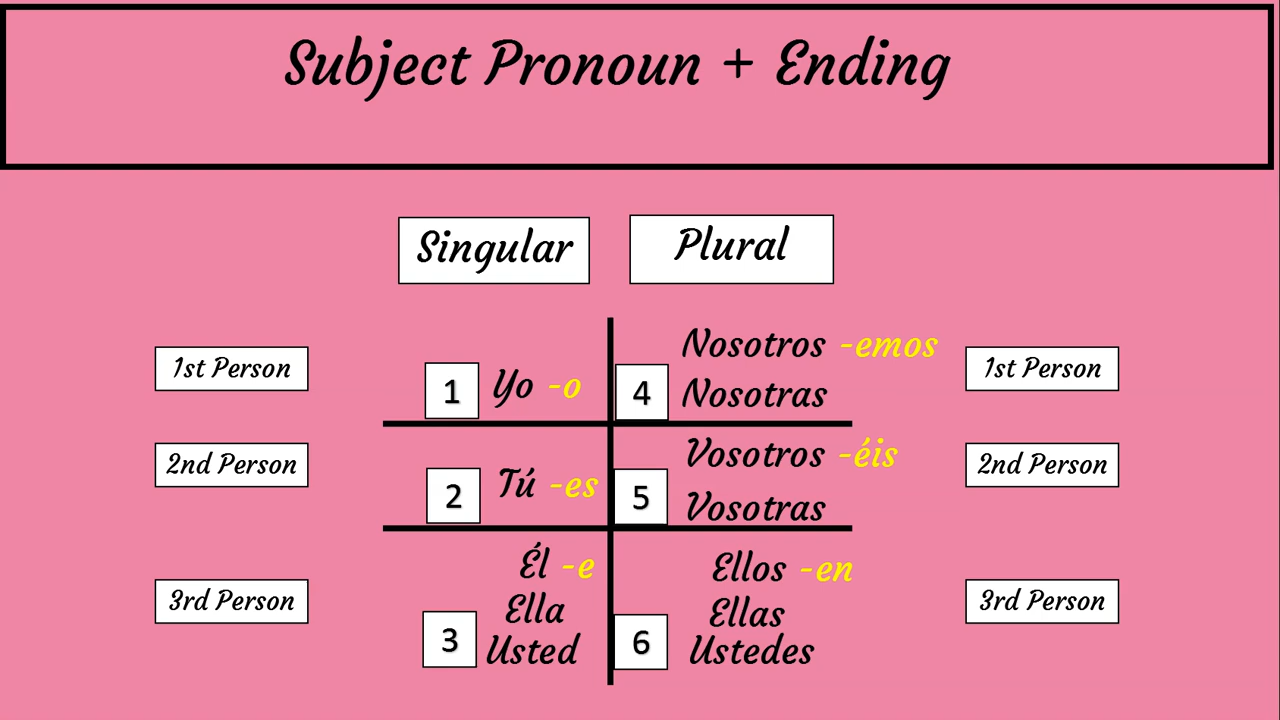 Subject Pronoun + Ending
Singular
Plural
1st Person
1
Yo -o
4
Nosotros -emos
Nosotras
1st Person
2nd Person
2
Tú -es
5
Vosotros -éis
Vosotras
2nd Person
3rd Person
3
Él -e
Ella
Usted
6
Ellos -en
Ellas
Ustedes
3rd Person